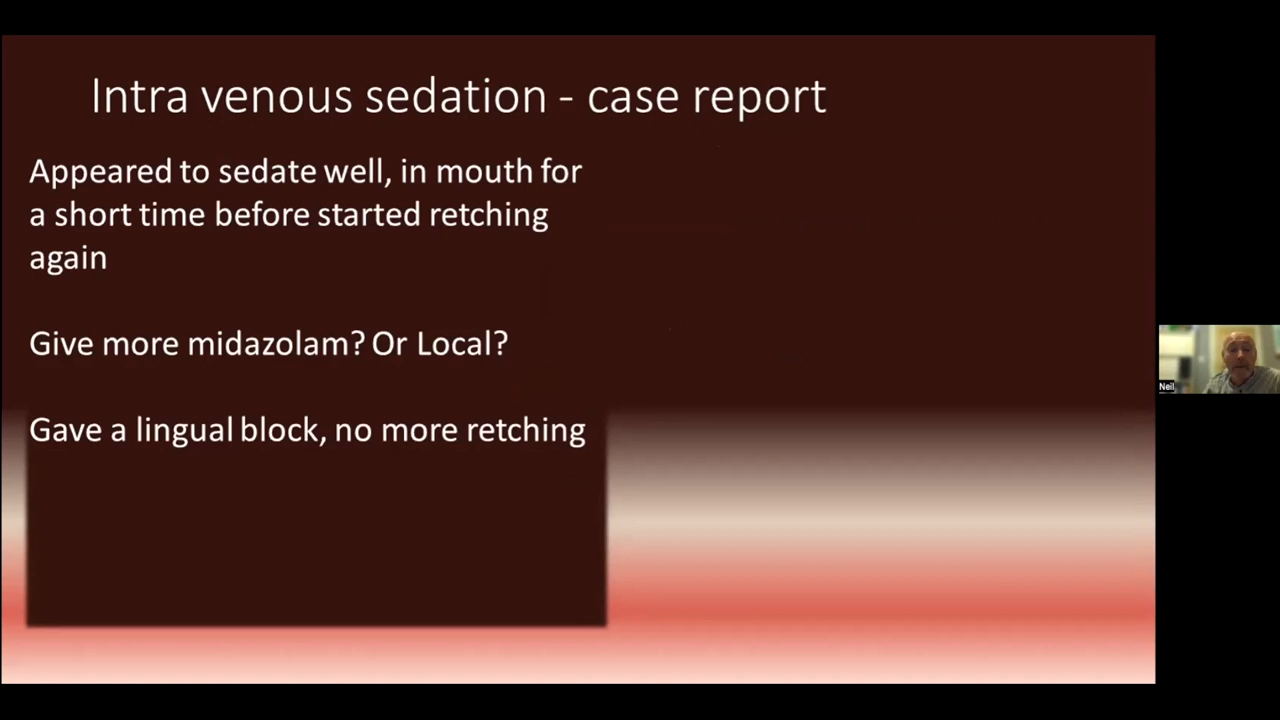 Intra venous sedation - case report
Appeared to sedate well, in mouth for
a short time before started retching
again
Give more midazolam? Or Local?
Gave a lingual block, no more retching
Neil